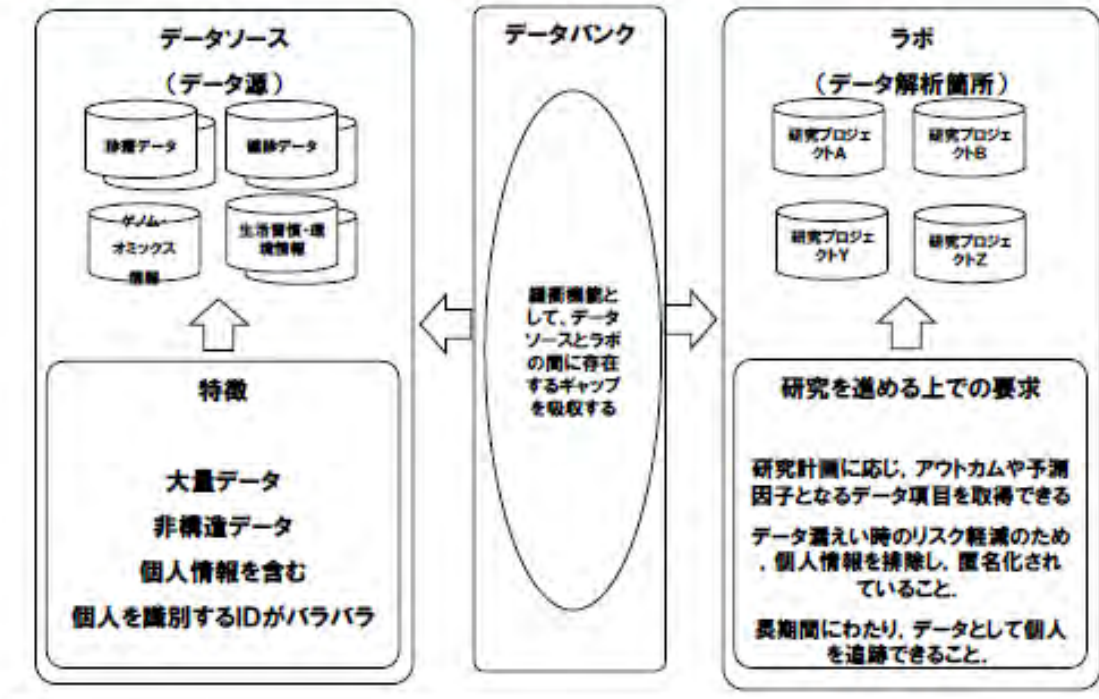 データソース
（データ源）
診療データ
健診データ
ゲノム・
オミックス
情報
生活習慣・環
境情報
特徴
大量データ
非構造データ
個人情報を含む
個人を識別するIDがバラバラ
データバンク
緩衝機能と
して、データ
ソースとラボ
の間に存在
するギャップ
を吸収する
ラボ
（データ解析箇所）
研究プロジェ
クトA
研究プロジェ
クトB
研究プロジェ
クトY
研究プロジェ
クトZ
研究を進める上での要求
研究計画に応じ，アウトカムや予測
因子となるデータ項目を取得できる
データ漏えい時のリスク軽減のため
，個人情報を排除し，匿名化され
ていること．
長期間にわたり，データとして個人
を追跡できること．